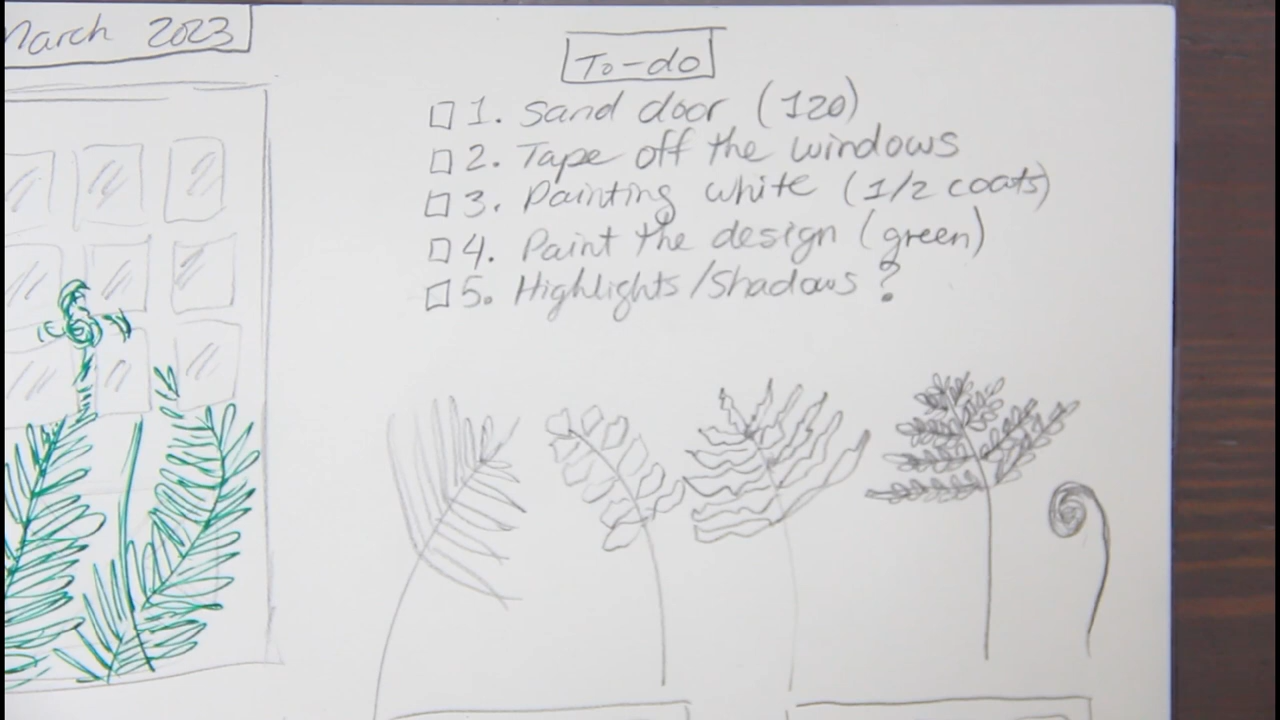 March 2023
To-do
1. Sand door (120)
2. Tape off the windows
3. Painting white (1/2 coats)
4. Paint the design (green)
5. Highlights/Shadows?